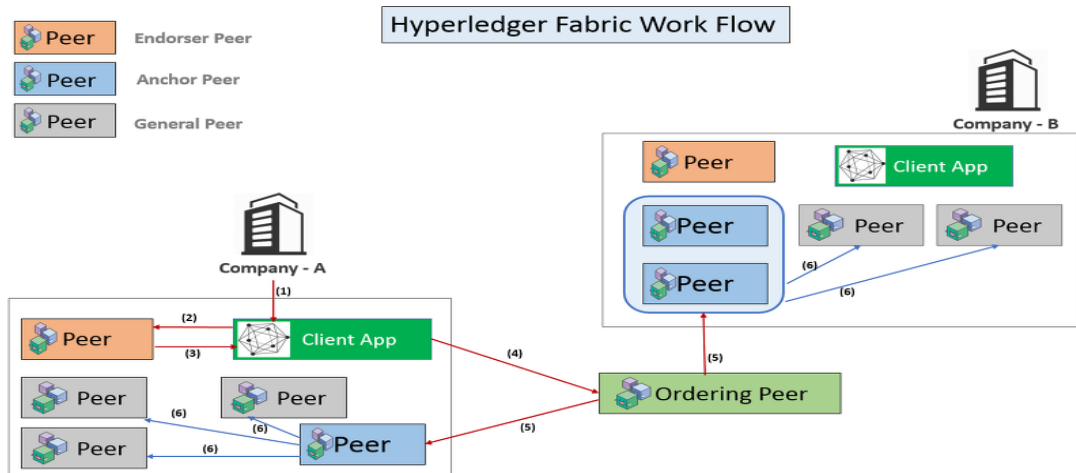 Hyperledger Fabric Work Flow
Peer Endorser Peer
Peer Anchor Peer
Peer General Peer
Company - B
Peer
Client App
Peer
Peer
Peer
Peer
(6)
(6)
Company - A
(1)
(2)
Peer
Client App
(3)
(4)
(5)
Ordering Peer
Peer
Peer
(6)
(6)
(5)
Peer
Peer
(6)